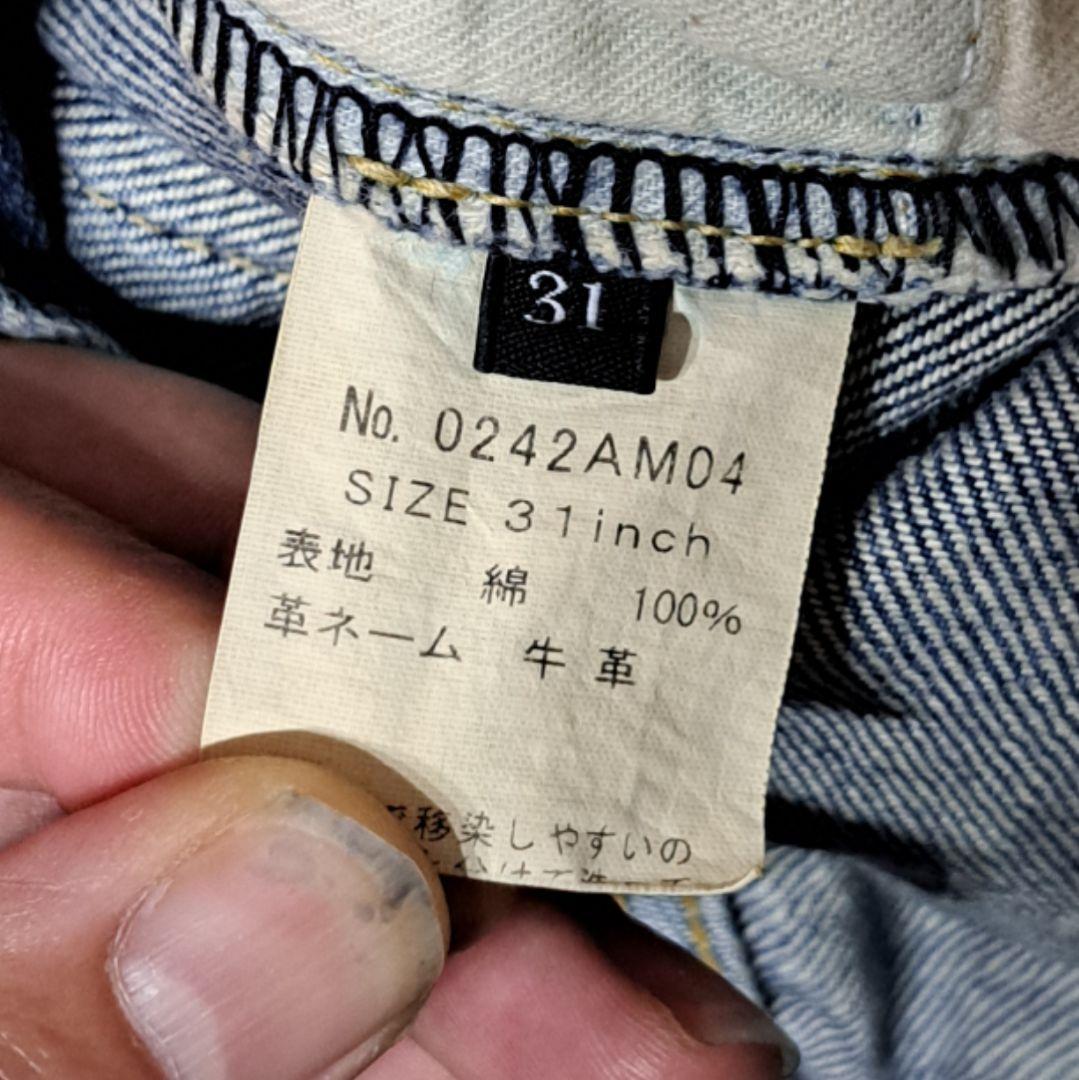 31
No. 0242AM04
SIZE 31inch
表地 綿 100%
革ネーム 牛革
移染しやすいの